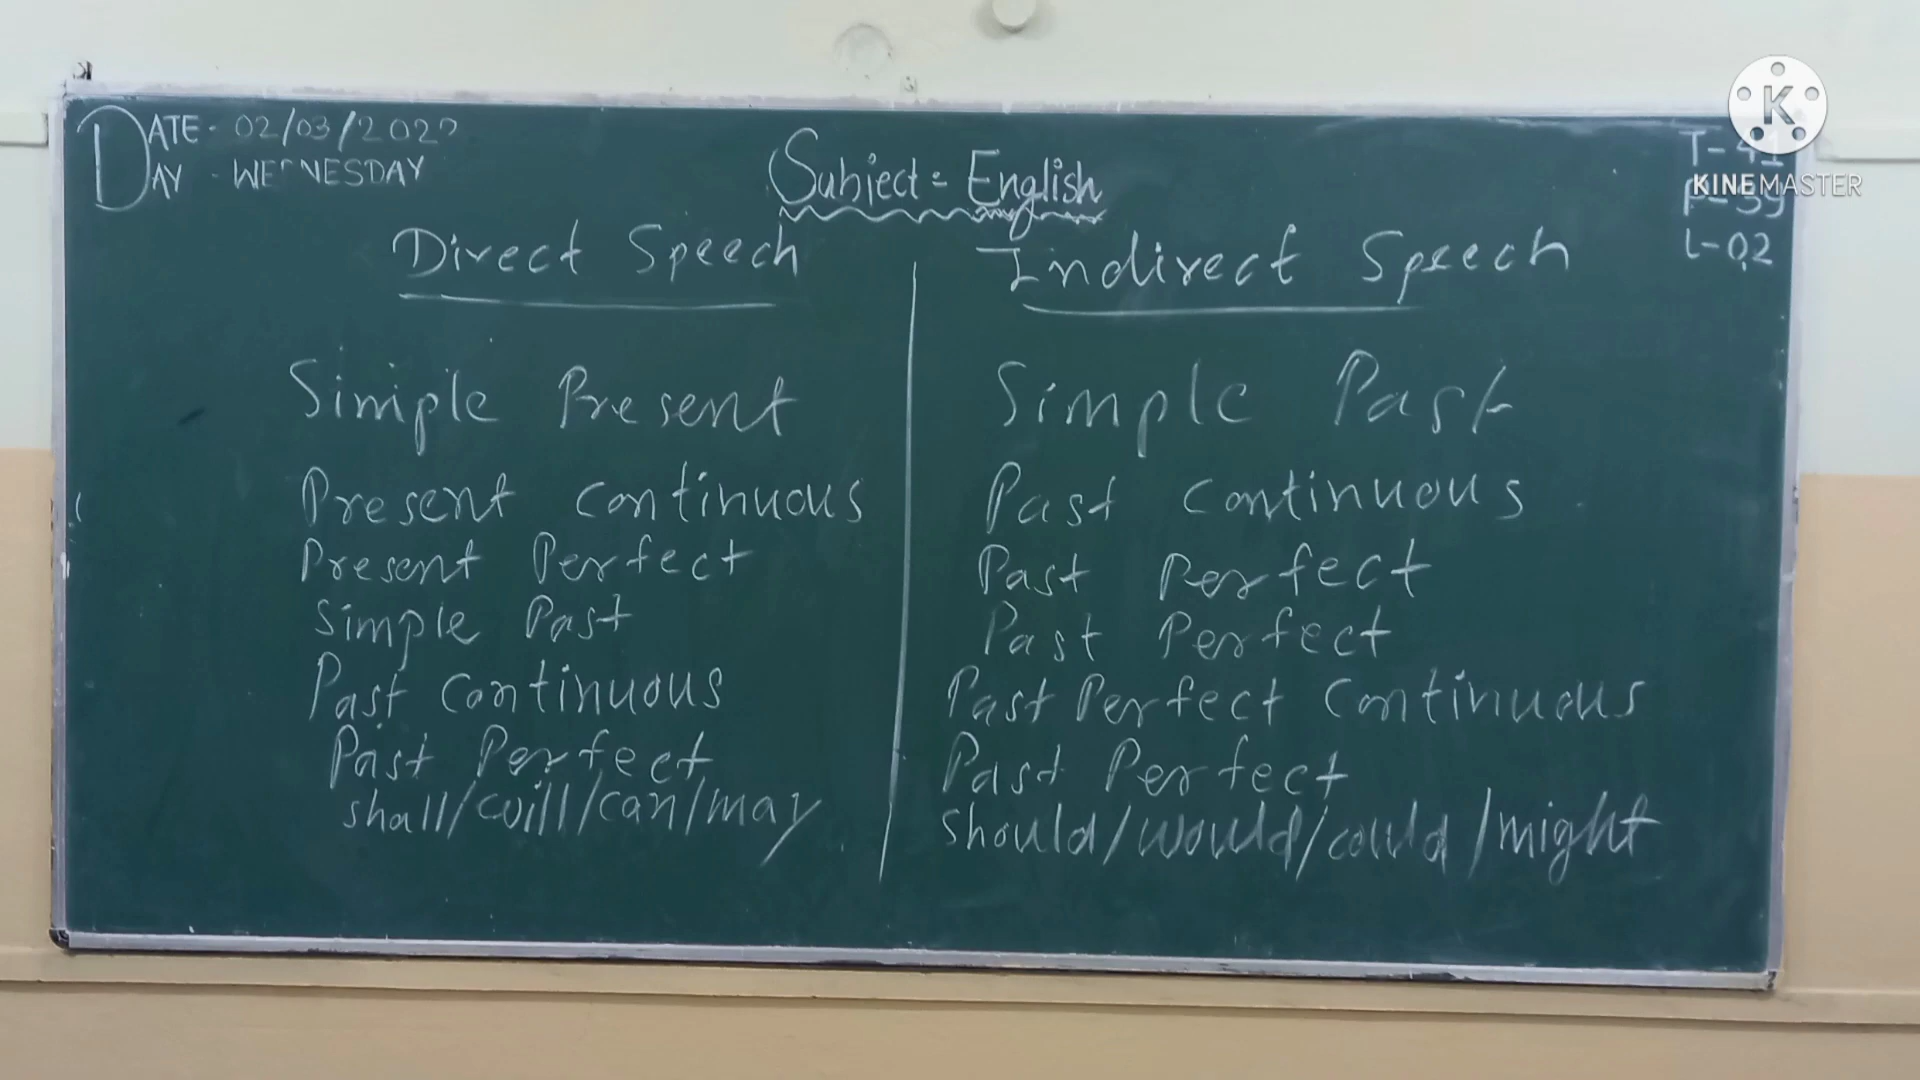 DATE - 02/03/2022
DAY - WEDNESDAY
Subject = English
T - 41
KINEMASTER
P - 39
L - 02
Direct Speech
Indirect Speech
Simple Present
Simple Past
Present Continuous
Past Continuous
Present Perfect
Past Perfect
Simple Past
Past Perfect
Past Continuous
Past Perfect Continuous
Past Perfect
Past Perfect
shall/will/can/may
should/would/could/might